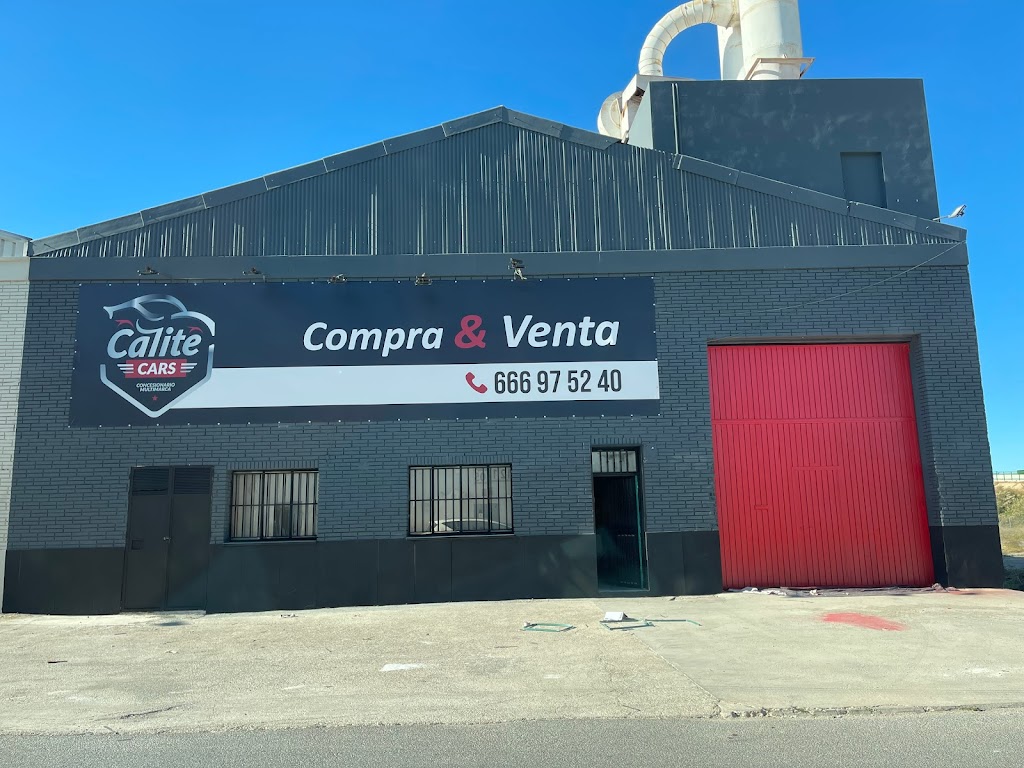 Calite
CARS
CONCESIONARIO
MULTIMARCA
Compra & Venta
666 97 52 40